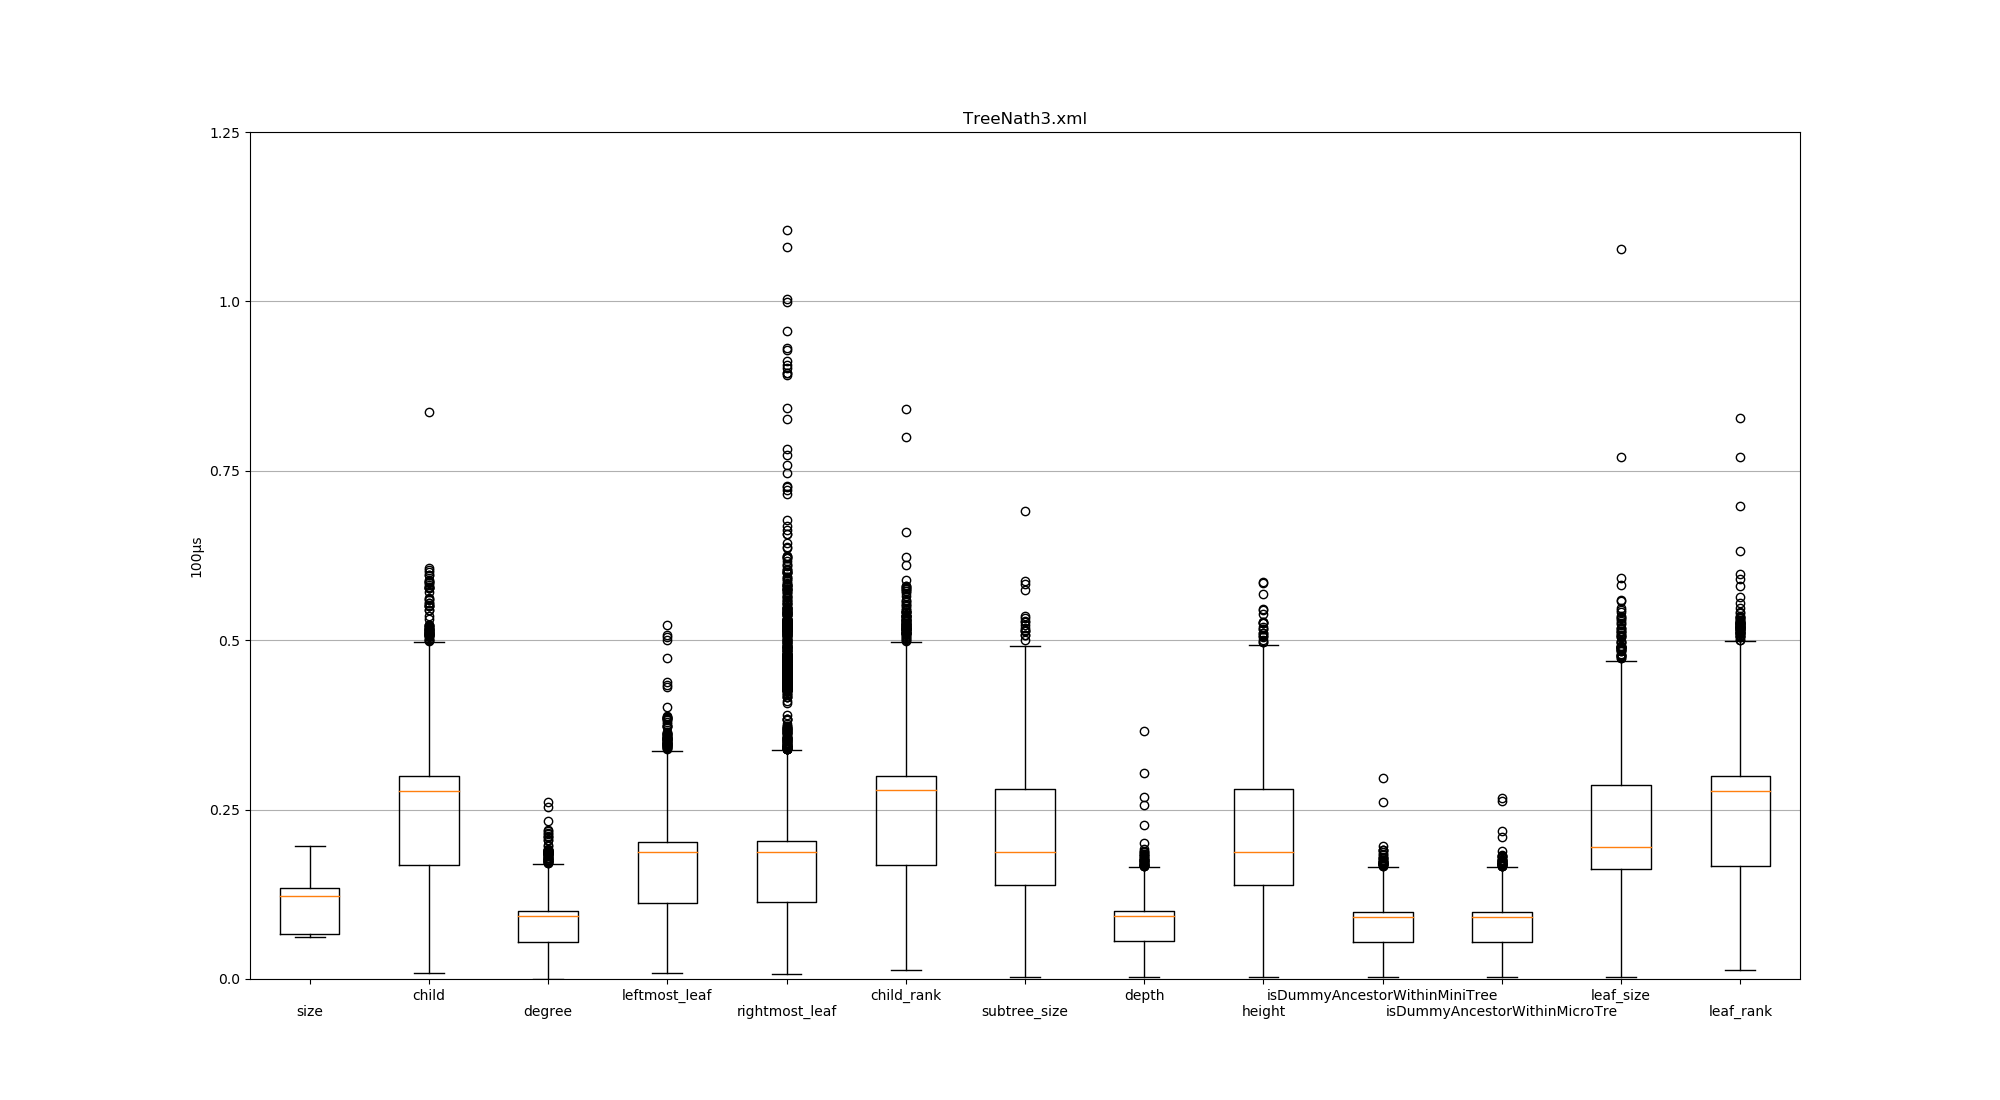 TreeNath3.xml
1.25
1.0
0.75
0.5
0.25
0.0
100µs
child leftmost_leaf child_rank depth isDummyAncestorWithinMiniTree leaf_size
size degree rightmost_leaf subtree_size height isDummyAncestorWithinMicroTre leaf_rank